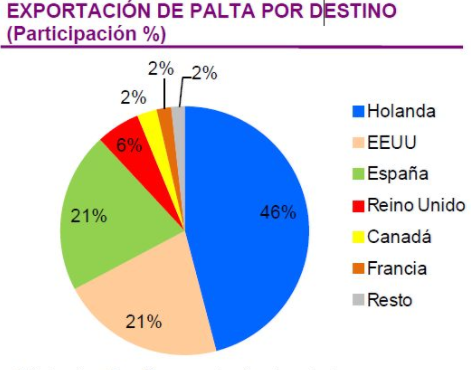 EXPORTACIÓN DE PALTA POR DESTINO
(Participación %)
2%
2%
2%
6%
46%
21%
21%
Holanda
EEUU
España
Reino Unido
Canadá
Francia
Resto